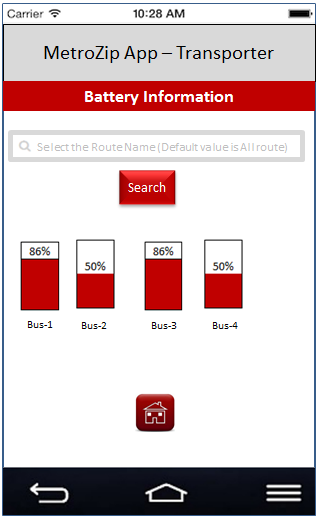 Carrier 10:28 AM
MetroZip App – Transporter
Battery Information
Select the Route Name (Default value is All route)
Search
86% 50% 86% 50%
Bus-1 Bus-2 Bus-3 Bus-4